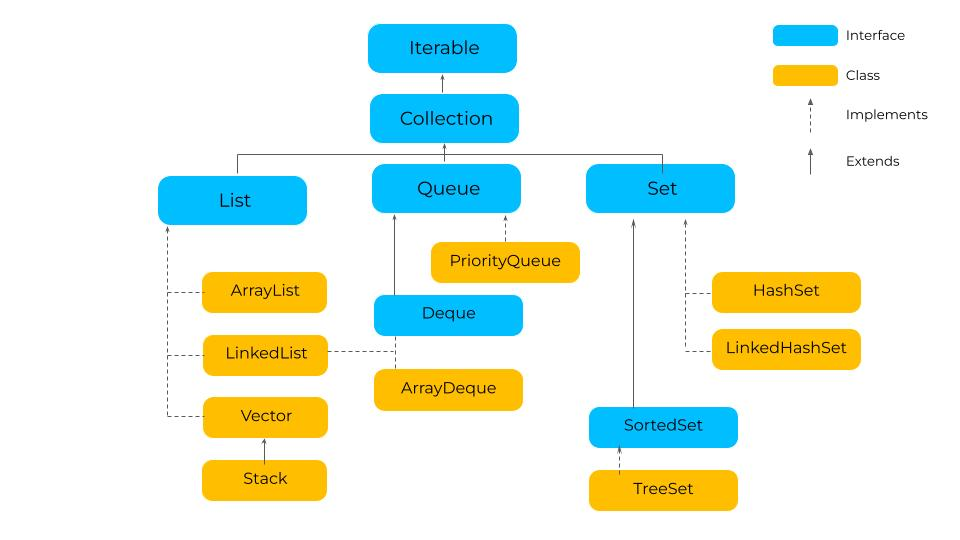 Iterable
Interface
Class
Collection
Implements
Extends
List
Queue
Set
PriorityQueue
ArrayList
HashSet
Deque
LinkedList
LinkedHashSet
ArrayDeque
Vector
SortedSet
Stack
TreeSet